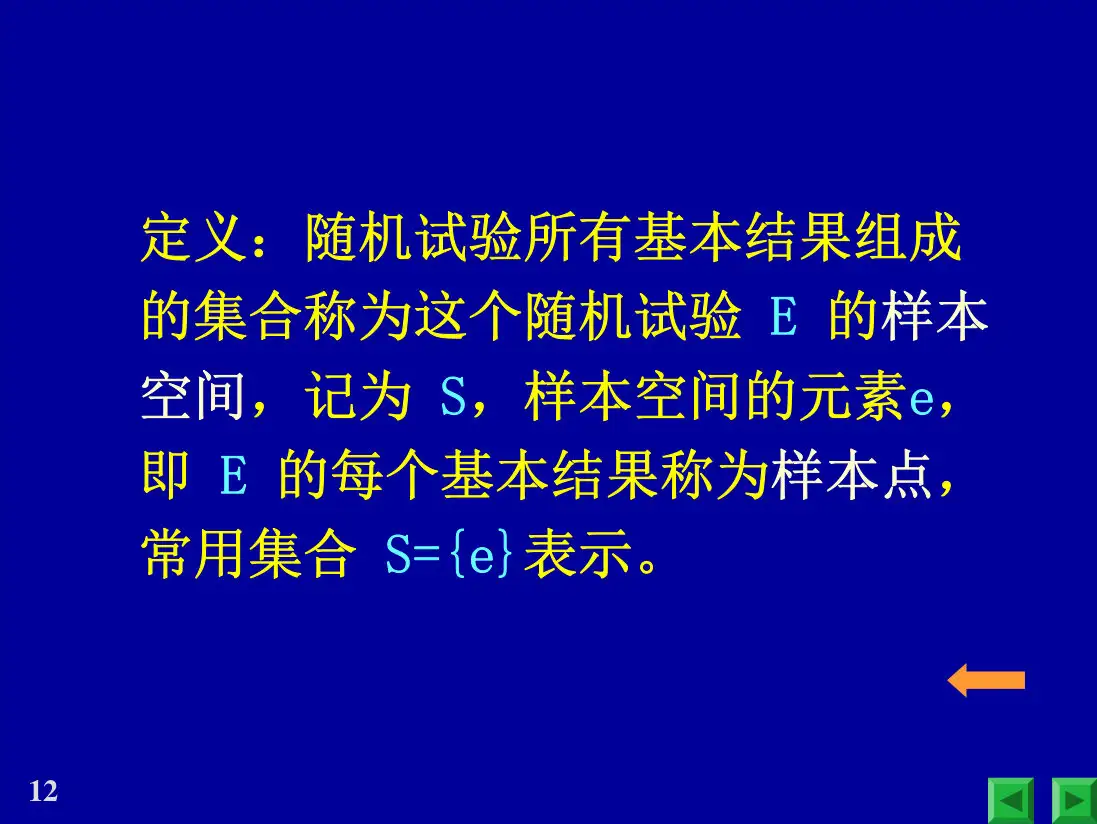 定义：随机试验所有基本结果组成
的集合称为这个随机试验 E 的样本
空间，记为 S，样本空间的元素e，
即 E 的每个基本结果称为样本点，
常用集合 S={e}表示。
12